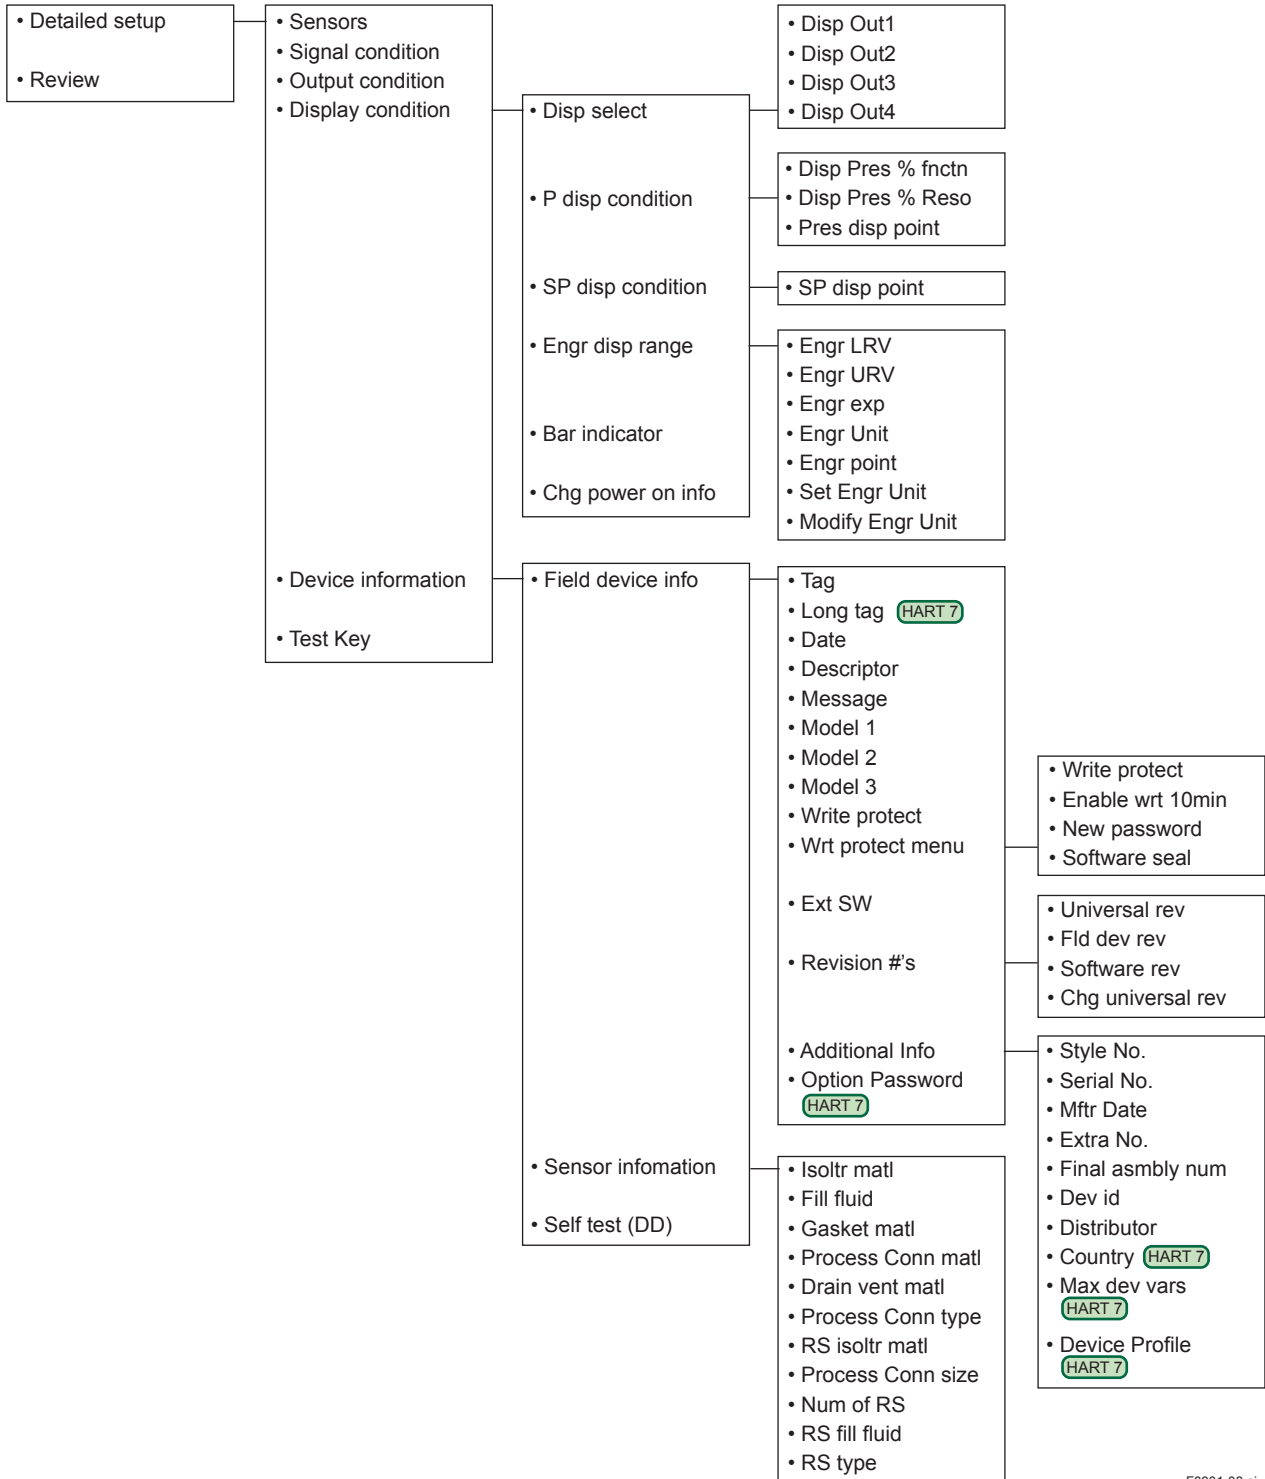 • Detailed setup
• Review
• Sensors
• Signal condition
• Output condition
• Display condition
• Device information
• Test Key
• Disp select
• P disp condition
• SP disp condition
• Engr disp range
• Bar indicator
• Chg power on info
• Disp Out1
• Disp Out2
• Disp Out3
• Disp Out4
• Disp Pres % fnctn
• Disp Pres % Reso
• Pres disp point
• SP disp point
• Engr LRV
• Engr URV
• Engr exp
• Engr Unit
• Engr point
• Set Engr Unit
• Modify Engr Unit
• Field device info
• Sensor infomation
• Self test (DD)
• Tag
• Long tag HART 7
• Date
• Descriptor
• Message
• Model 1
• Model 2
• Model 3
• Write protect
• Wrt protect menu
• Ext SW
• Revision #'s
• Additional Info
• Option Password
HART 7
• Write protect
• Enable wrt 10min
• New password
• Software seal
• Universal rev
• Fld dev rev
• Software rev
• Chg universal rev
• Style No.
• Serial No.
• Mftr Date
• Extra No.
• Final asmbly num
• Dev id
• Distributor
• Country HART 7
• Max dev vars
HART 7
• Device Profile
HART 7
• Isoltr matl
• Fill fluid
• Gasket matl
• Process Conn matl
• Drain vent matl
• Process Conn type
• RS isoltr matl
• Process Conn size
• Num of RS
• RS fill fluid
• RS type